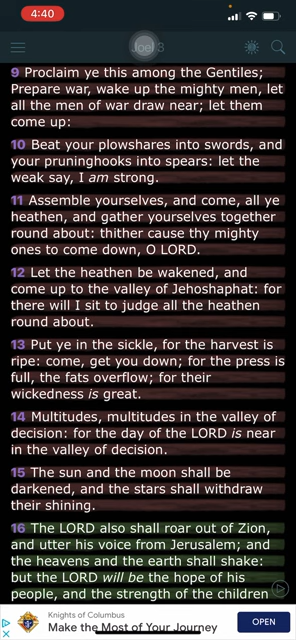 4:40
Joel 3
9 Proclaim ye this among the Gentiles;
Prepare war, wake up the mighty men, let
all the men of war draw near; let them
come up:
10 Beat your plowshares into swords, and
your pruninghooks into spears: let the
weak say, I am strong.
11 Assemble yourselves, and come, all ye
heathen, and gather yourselves together
round about: thither cause thy mighty
ones to come down, O LORD.
12 Let the heathen be wakened, and
come up to the valley of Jehoshaphat: for
there will I sit to judge all the heathen
round about.
13 Put ye in the sickle, for the harvest is
ripe: come, get you down; for the press is
full, the fats overflow; for their
wickedness is great.
14 Multitudes, multitudes in the valley of
decision: for the day of the LORD is near
in the valley of decision.
15 The sun and the moon shall be
darkened, and the stars shall withdraw
their shining.
16 The LORD also shall roar out of Zion,
and utter his voice from Jerusalem; and
the heavens and the earth shall shake:
but the LORD will be the hope of his
people, and the strength of the children
Knights of Columbus
Make the Most of Your Journey
OPEN